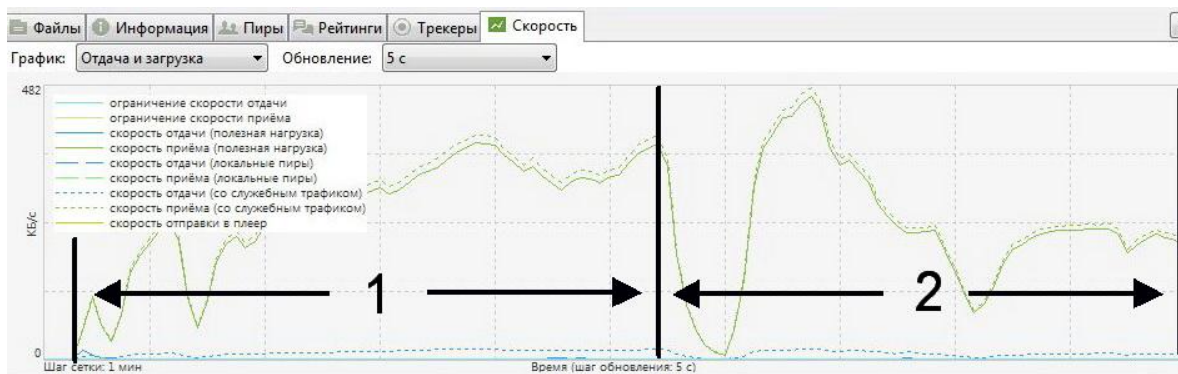 Файлы Информация Пиры Рейтинги Трекеры Скорость
График: Отдача и загрузка Обновление: 5 с
482
ограничение скорости отдачи
ограничение скорости приёма
скорость отдачи (полезная нагрузка)
скорость приёма (полезная нагрузка)
скорость отдачи (локальные пиры)
скорость приёма (локальные пиры)
скорость отдачи (со служебным трафиком)
скорость приёма (со служебным трафиком)
скорость отправки в плеер
КБ/с
1 2
0
Шаг сетки: 1 мин Время (шаг обновления: 5 с)